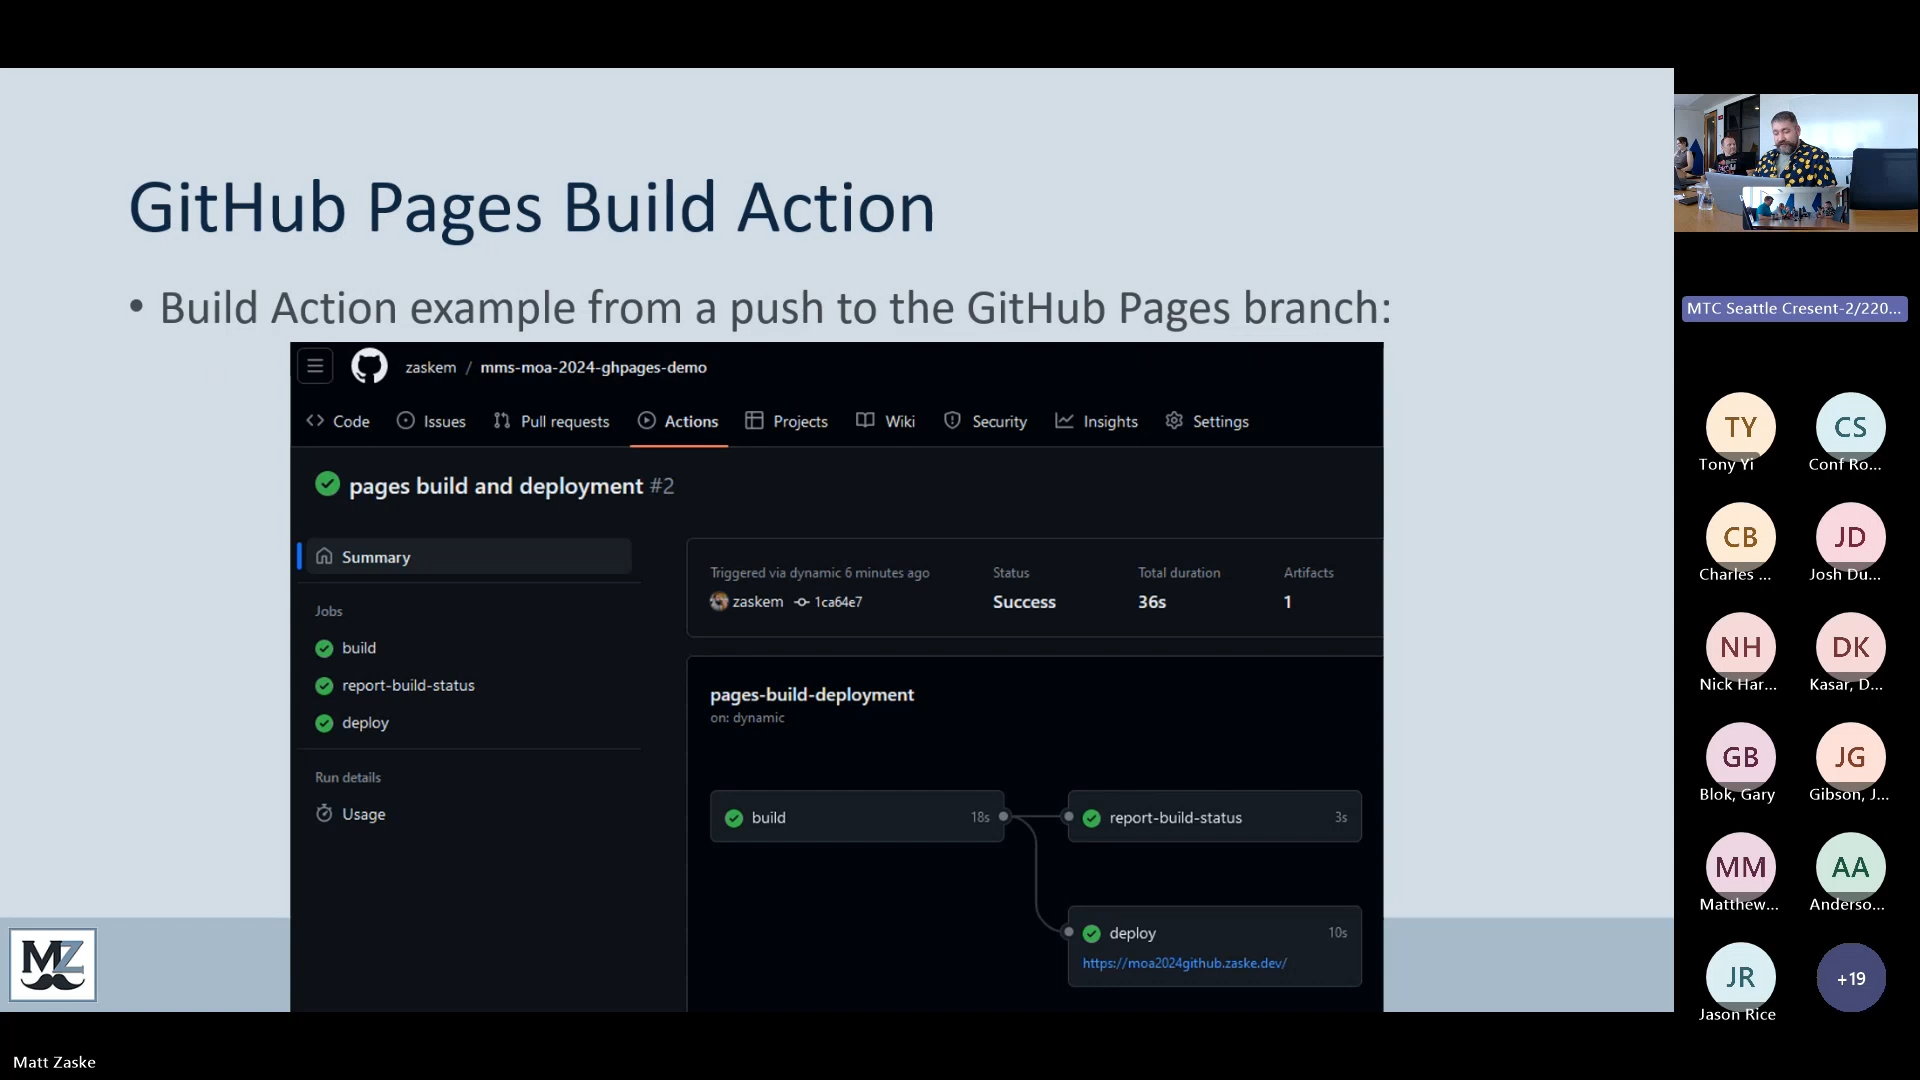 GitHub Pages Build Action
• Build Action example from a push to the GitHub Pages branch:
zaskem / mms-moa-2024-ghpages-demo
Code Issues Pull requests Actions Projects Wiki Security Insights Settings
pages build and deployment #2
Summary
Jobs
build
report-build-status
deploy
Run details
Usage
Triggered via dynamic 6 minutes ago
zaskem 1ca64e7
Status
Success
Total duration
36s
Artifacts
1
pages-build-deployment
on: dynamic
build 18s
report-build-status 3s
deploy 10s
https://moa2024github.zaske.dev/
MZ
Matt Zaske
MTC Seattle Cresent-2/220...
TY
Tony Yi
CS
Conf Ro...
CB
Charles ...
JD
Josh Du...
NH
Nick Har...
DK
Kasar, D...
GB
Blok, Gary
JG
Gibson, J...
MM
Matthew...
AA
Anderso...
JR
Jason Rice
+19